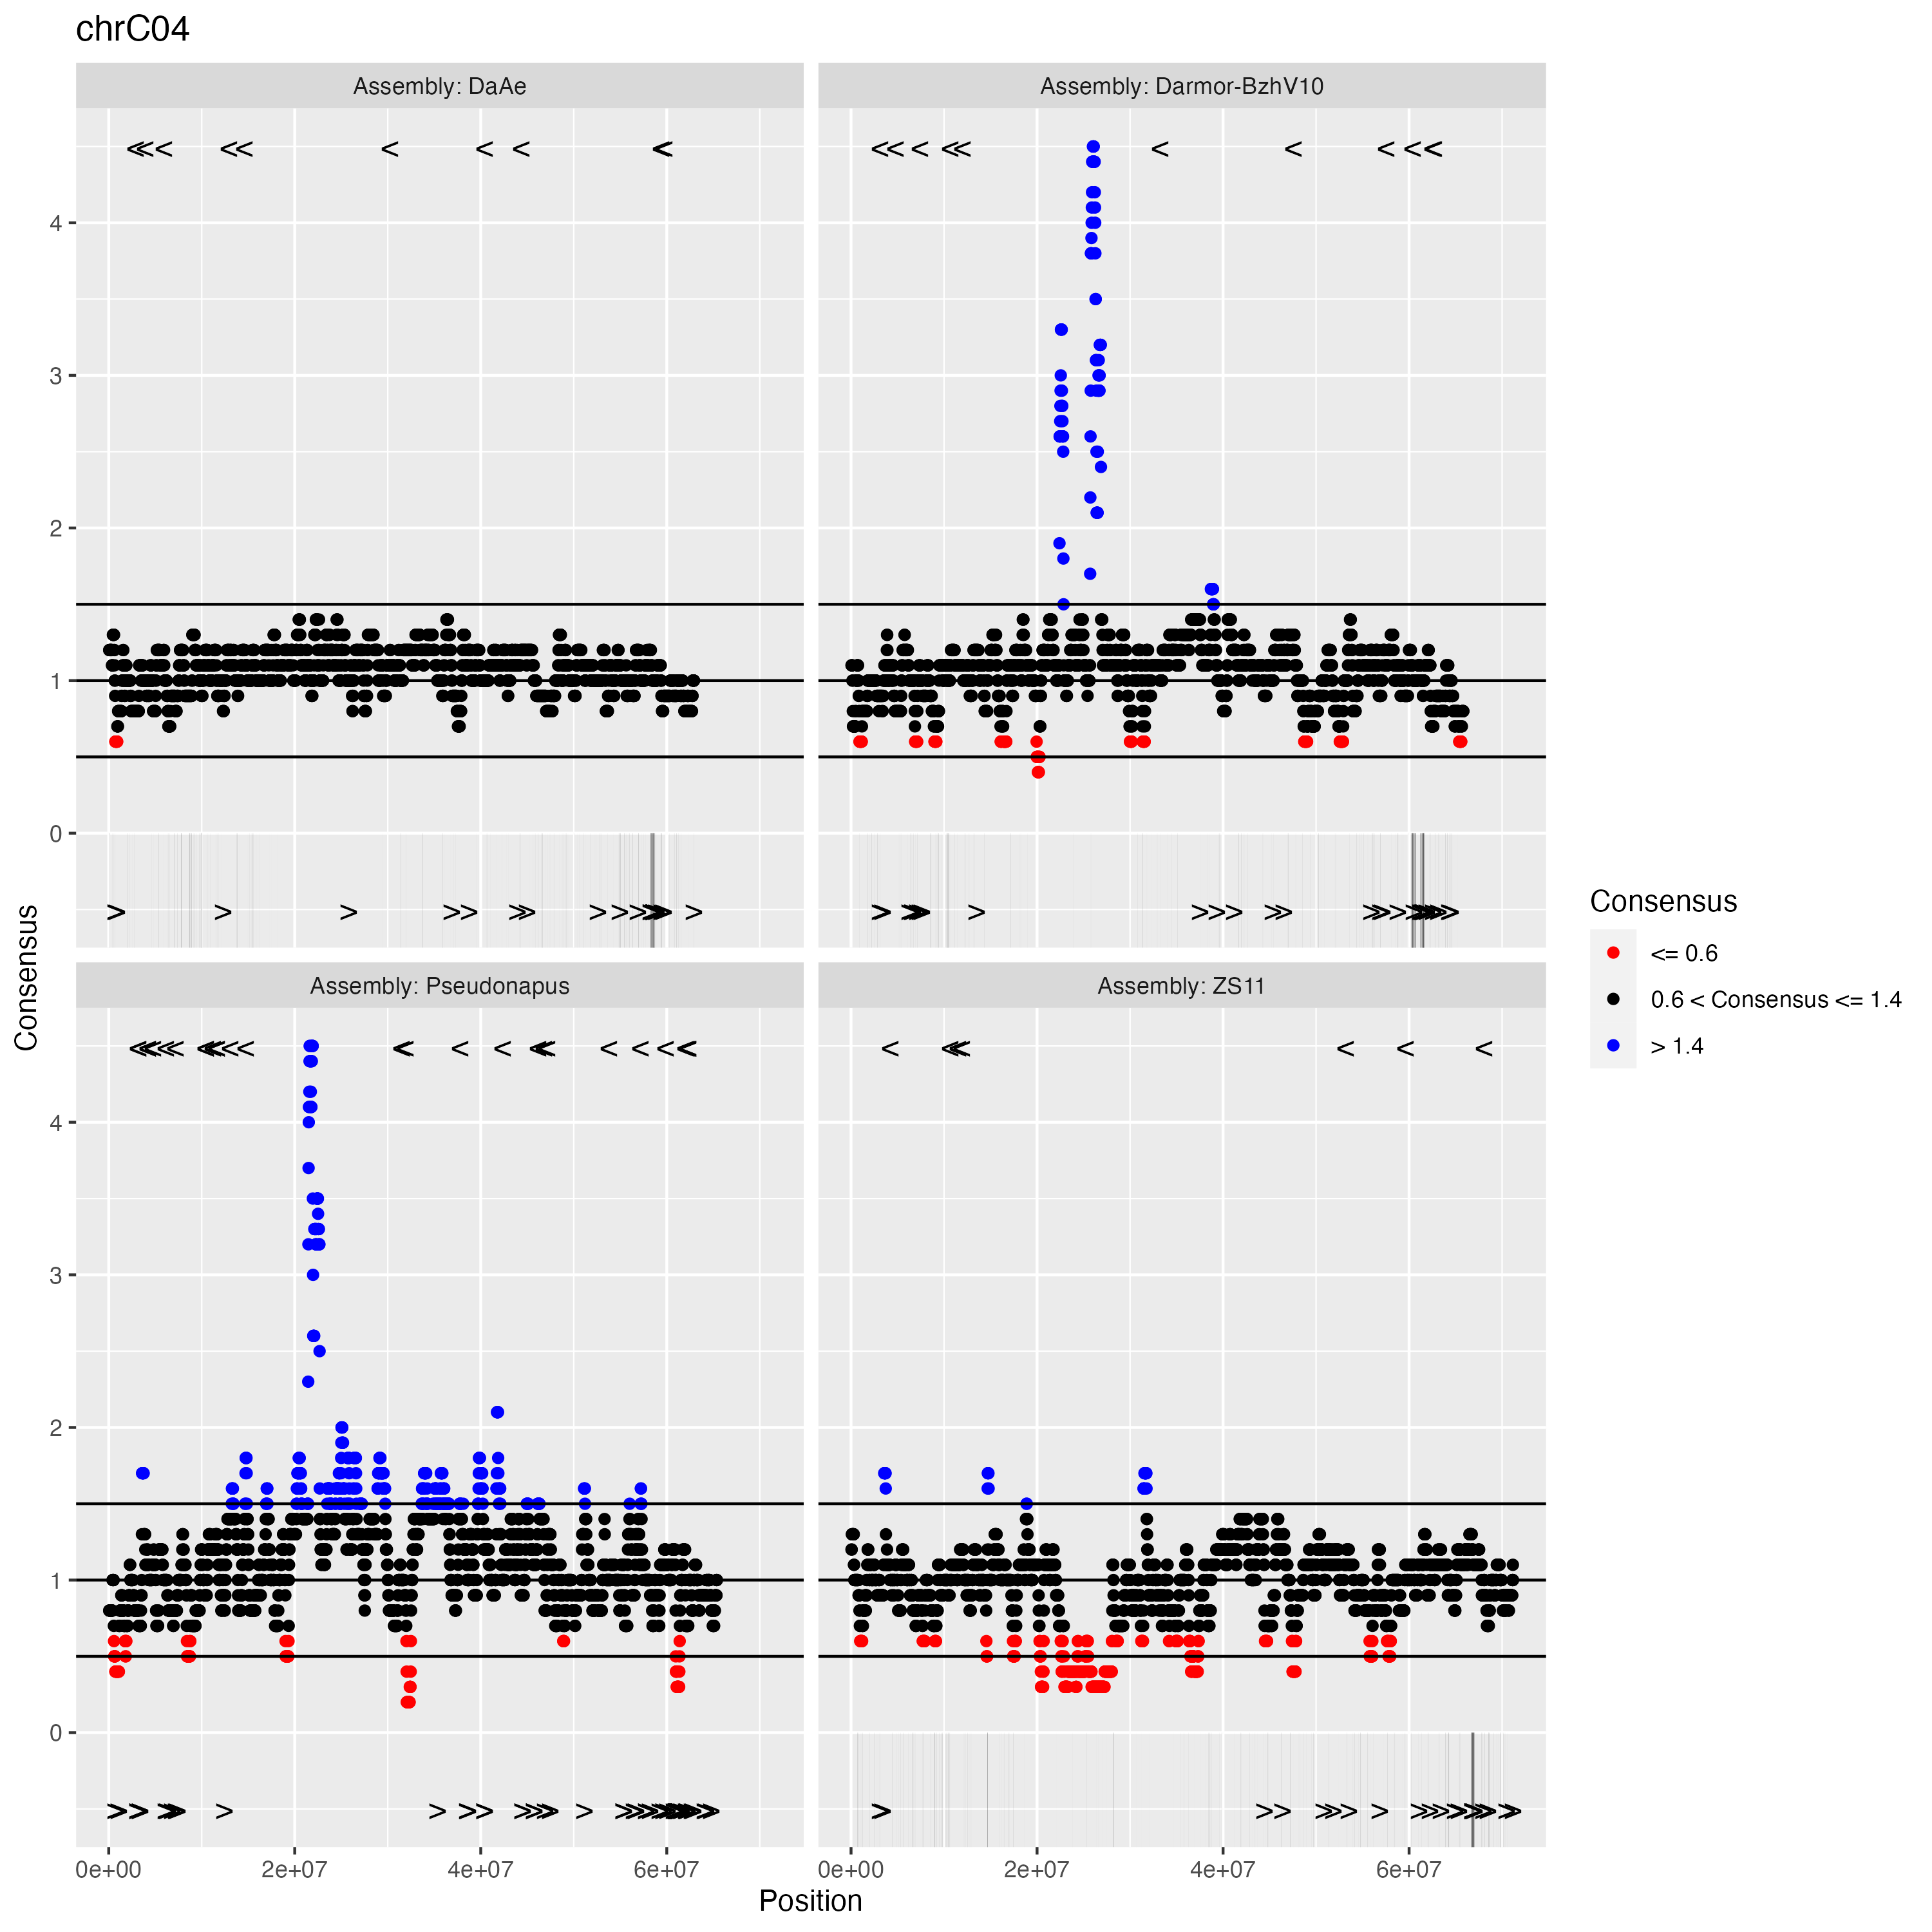 chrC04
Assembly: DaAe
Assembly: Darmor-BzhV10
4
3
2
1
0
Assembly: Pseudonapus
Assembly: ZS11
4
3
2
1
0
0e+00 2e+07 4e+07 6e+07
0e+00 2e+07 4e+07 6e+07
Position
Consensus
Consensus
<= 0.6
0.6 < Consensus <= 1.4
> 1.4